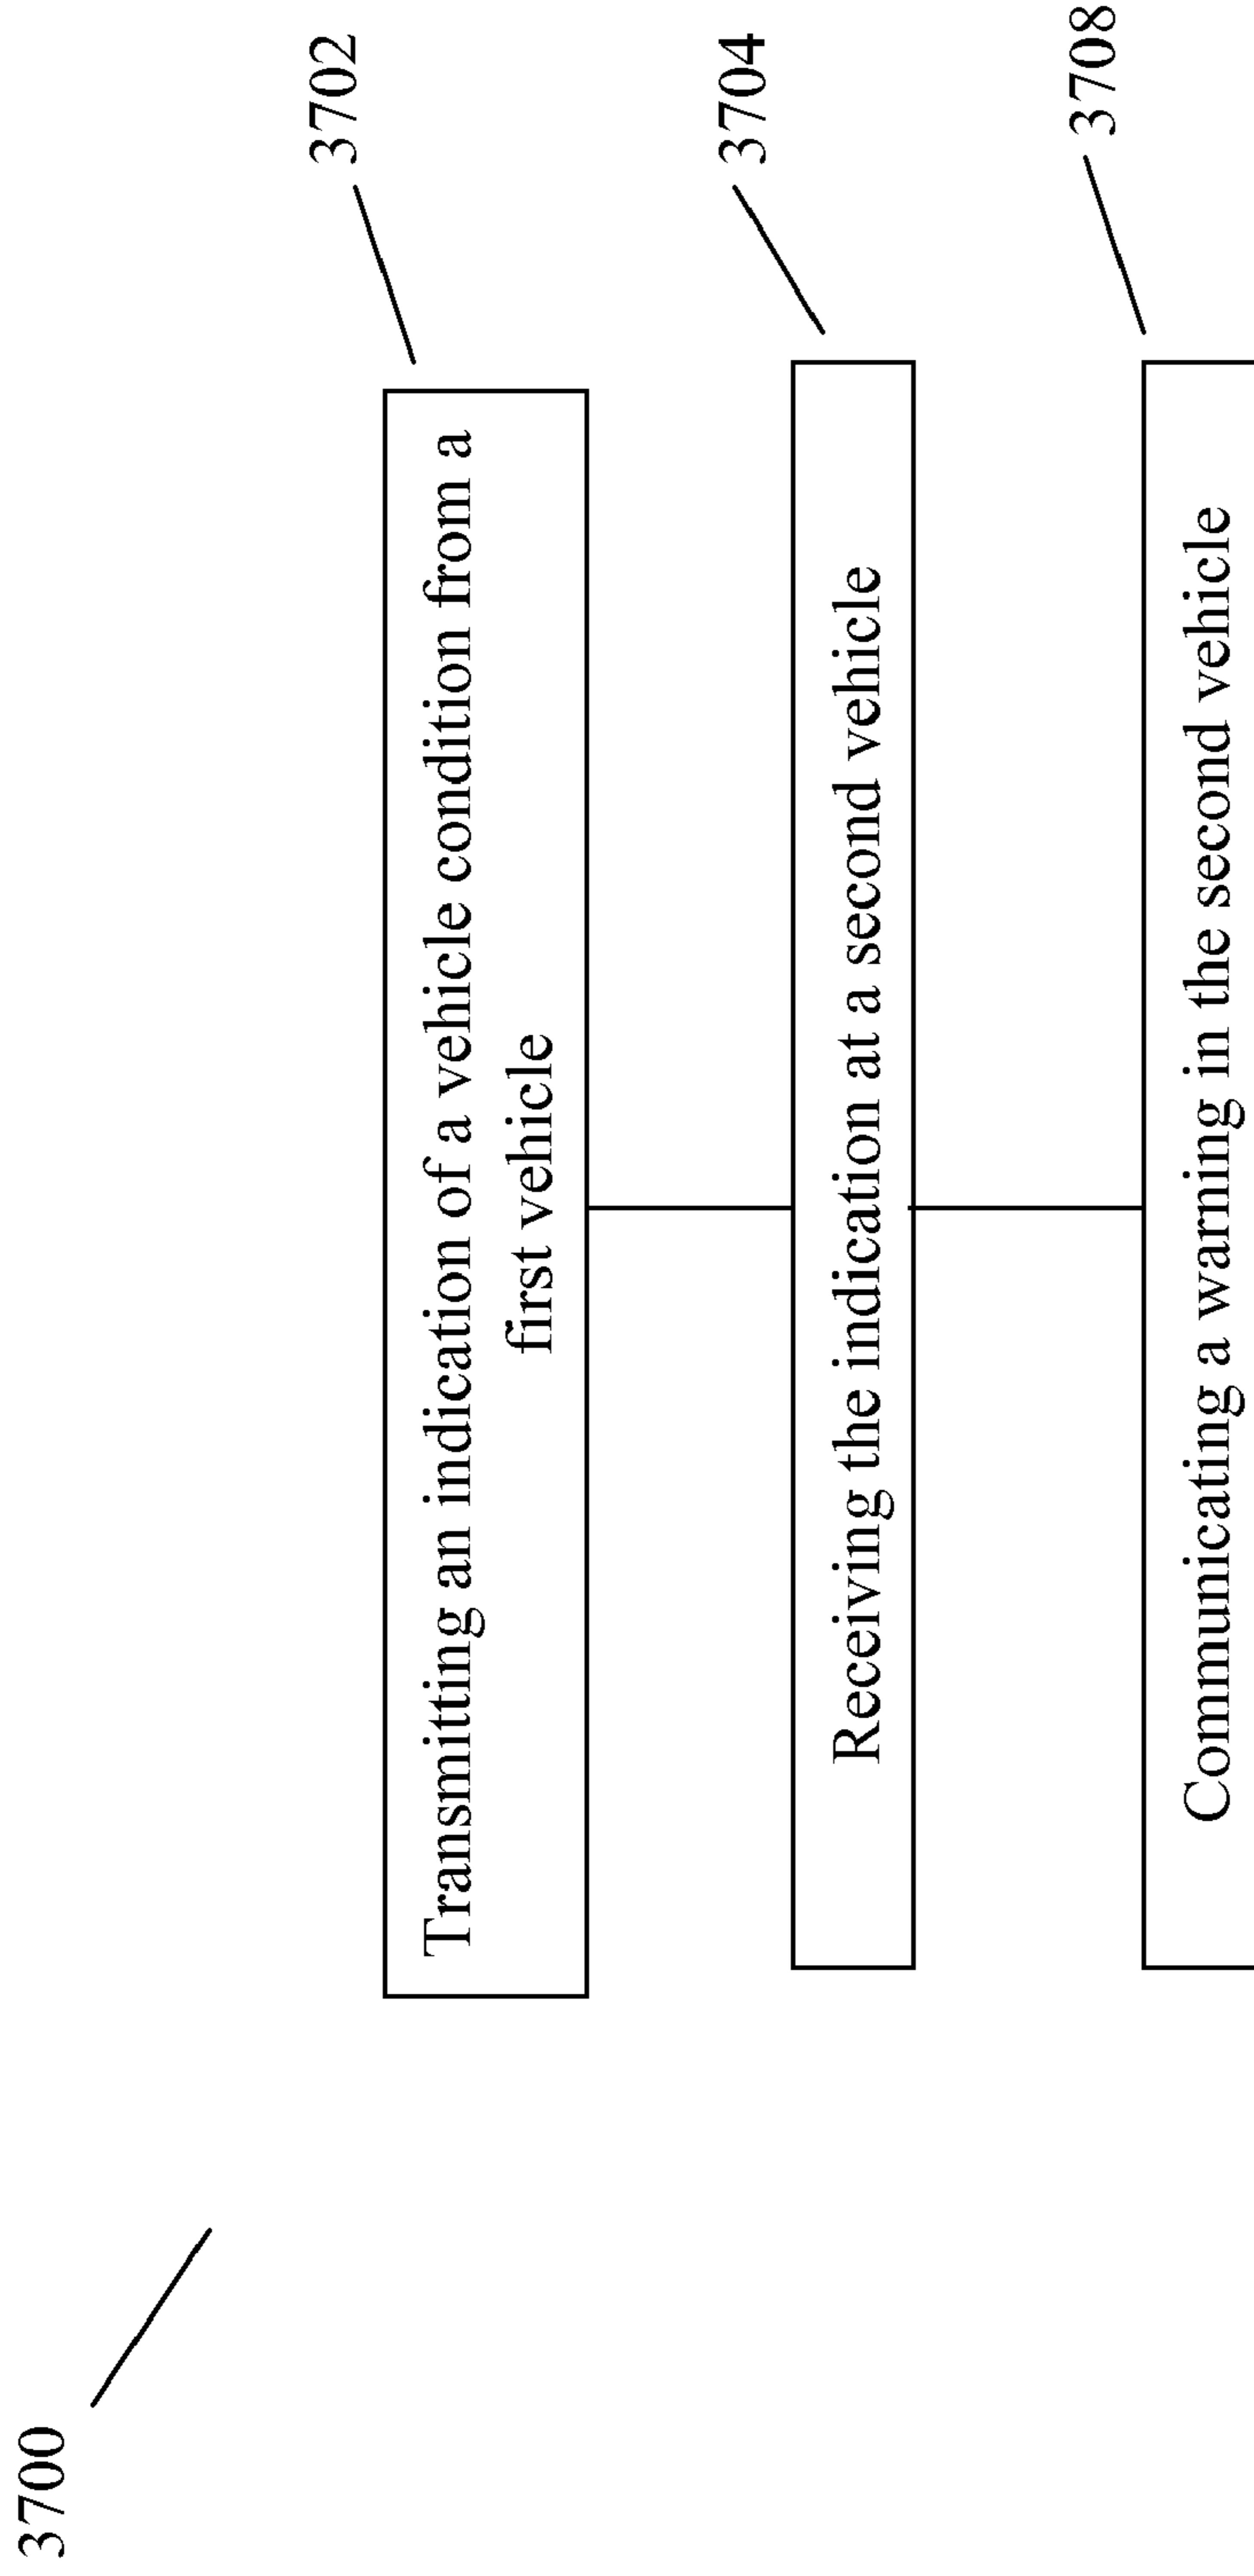 3700
3702
Transmitting an indication of a vehicle condition from a
first vehicle
3704
Receiving the indication at a second vehicle
3708
Communicating a warning in the second vehicle